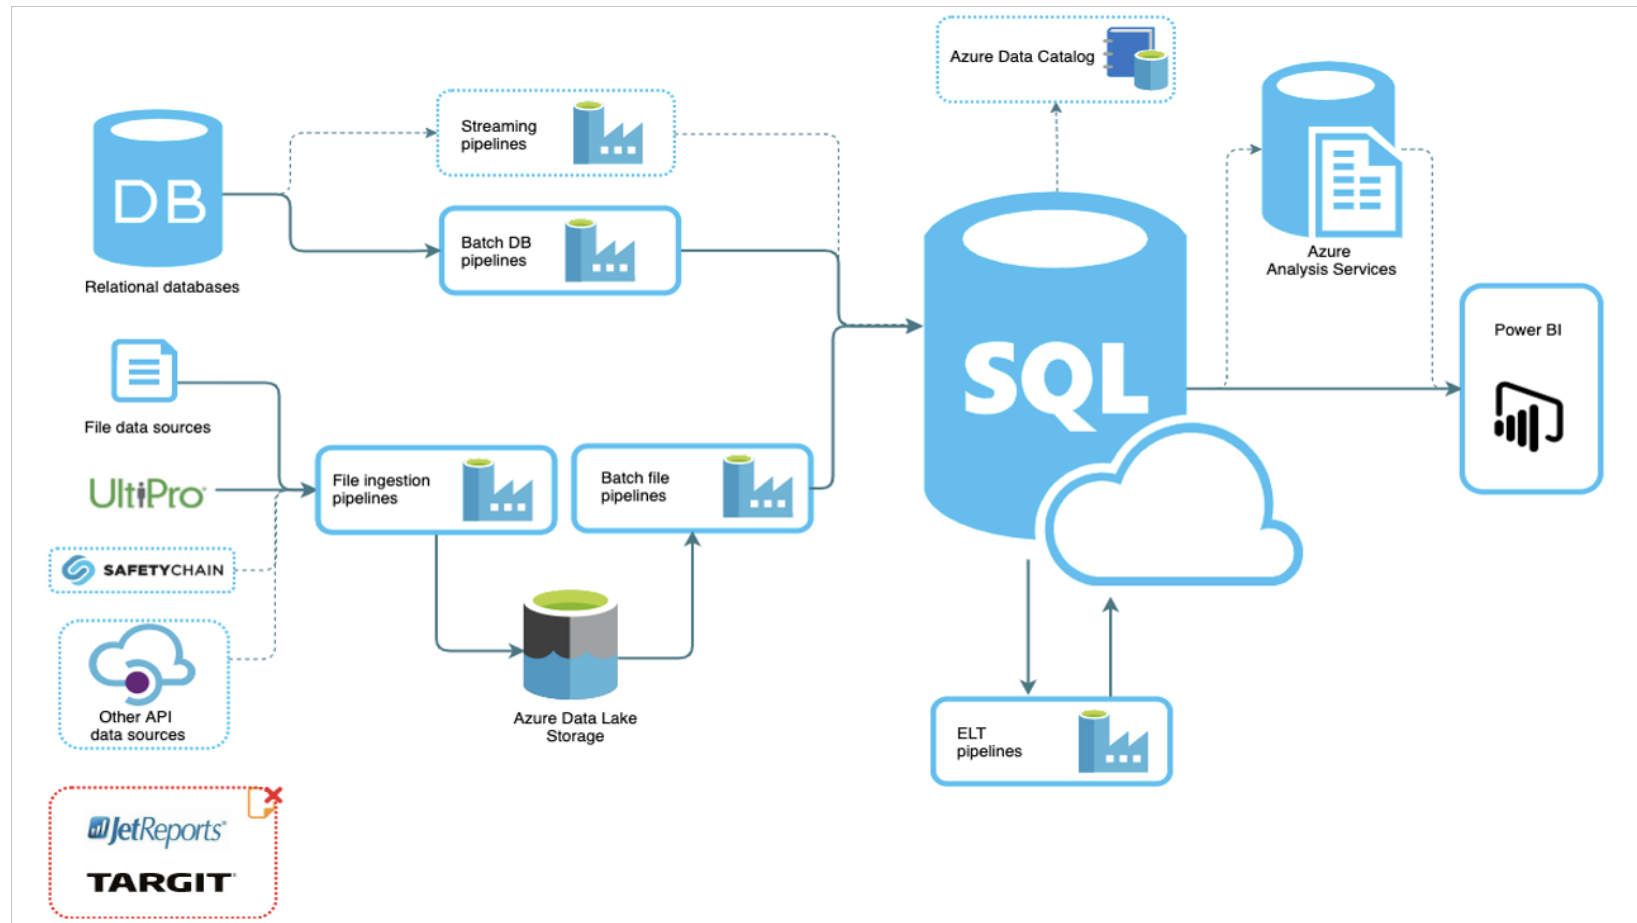 Azure Data Catalog
Streaming
pipelines
DB
Relational databases
Batch DB
pipelines
Azure
Analysis Services
Power BI
SQL
File data sources
UltiPro
File ingestion
pipelines
Batch file
pipelines
SAFETYCHAIN
Other API
data sources
Azure Data Lake
Storage
ELT
pipelines
JetReports
TARGIT